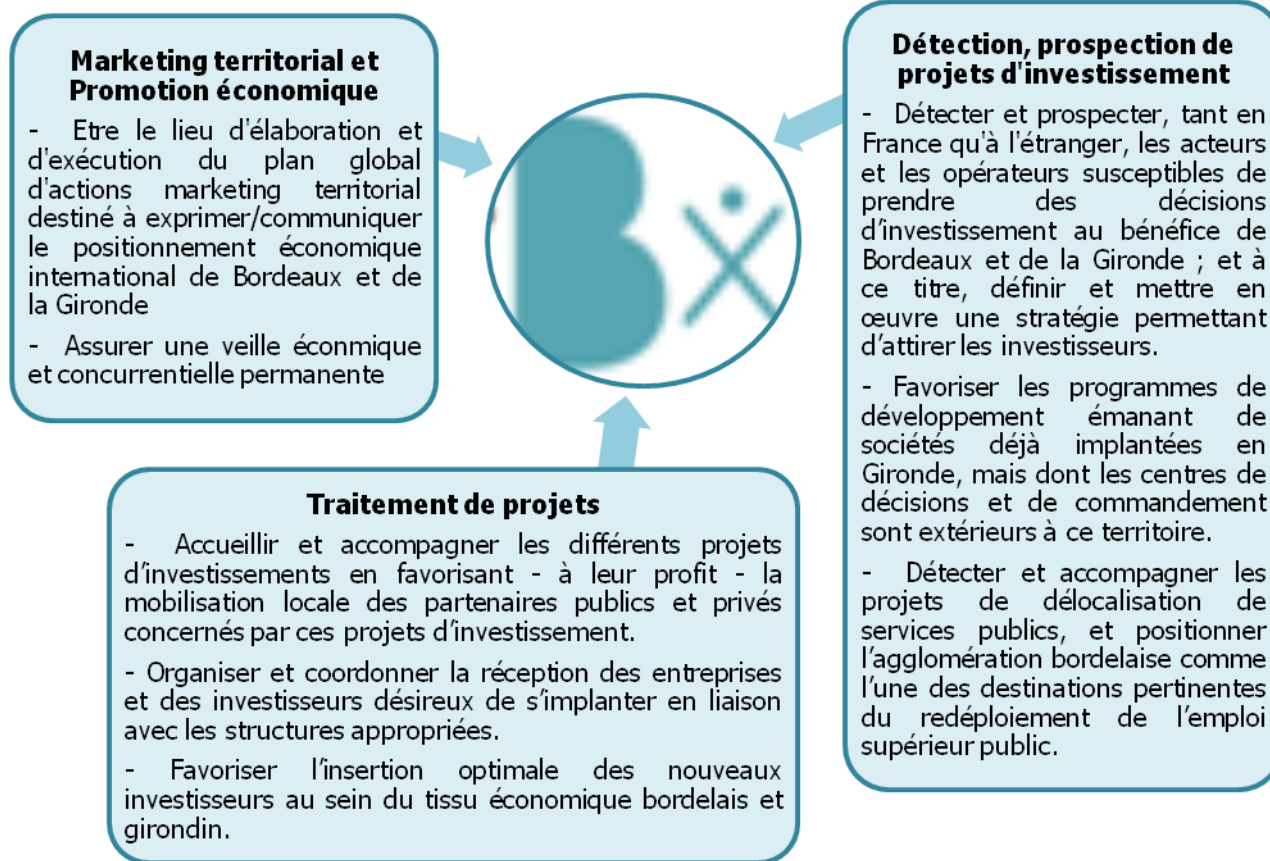 Marketing territorial et
Promotion économique
- Etre le lieu d'élaboration et
d'exécution du plan global
d'actions marketing territorial
destiné à exprimer/communiquer
le positionnement économique
international de Bordeaux et de
la Gironde
- Assurer une veille éconmique
et concurrentielle permanente
B
Détection, prospection de
projets d'investissement
- Détecter et prospecter, tant en
France qu'à l'étranger, les acteurs
et les opérateurs susceptibles de
prendre des décisions
d'investissement au bénéfice de
Bordeaux et de la Gironde ; et à
ce titre, définir et mettre en
œuvre une stratégie permettant
d'attirer les investisseurs.
- Favoriser les programmes de
développement émanant de
sociétés déjà implantées en
Gironde, mais dont les centres de
décisions et de commandement
sont extérieurs à ce territoire.
- Détecter et accompagner les
projets de délocalisation de
services publics, et positionner
l’agglomération bordelaise comme
l’une des destinations pertinentes
du redéploiement de l’emploi
supérieur public.
Traitement de projets
- Accueillir et accompagner les différents projets
d’investissements en favorisant - à leur profit - la
mobilisation locale des partenaires publics et privés
concernés par ces projets d’investissement.
- Organiser et coordonner la réception des entreprises
et des investisseurs désireux de s’implanter en liaison
avec les structures appropriées.
- Favoriser l’insertion optimale des nouveaux
investisseurs au sein du tissu économique bordelais et
girondin.